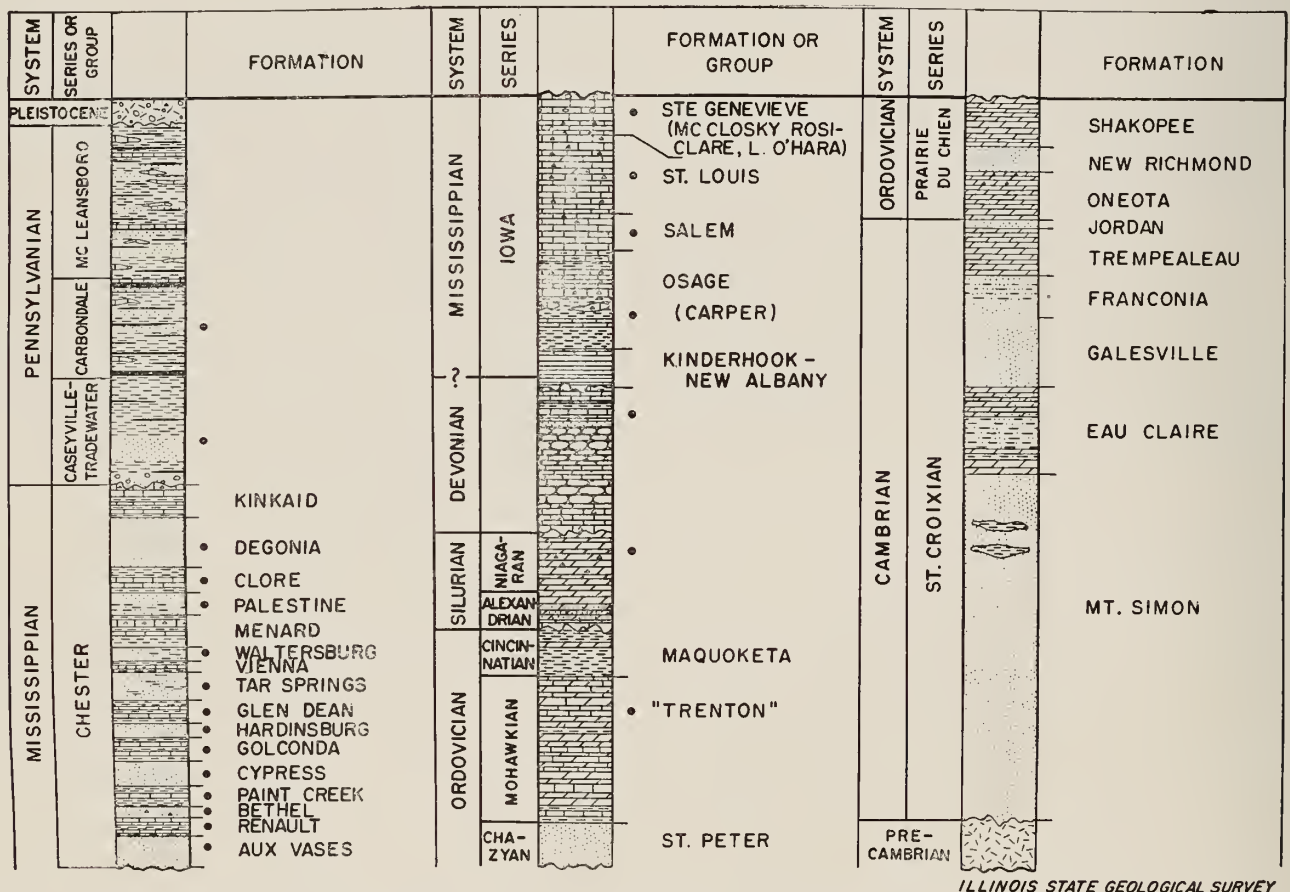 SYSTEM
SERIES OR
GROUP
FORMATION
PLEISTOCENE
PENNSYLVANIAN
MC LEANSBORO
CARBONDALE
CASEYVILLE-
TRADEWATER
MISSISSIPPIAN
CHESTER
KINKAID
DEGONIA
CLORE
PALESTINE
MENARD
WALTERSBURG
VIENNA
TAR SPRINGS
GLEN DEAN
HARDINSBURG
GOLCONDA
CYPRESS
PAINT CREEK
BETHEL
RENAULT
AUX VASES
SYSTEM
SERIES
FORMATION OR
GROUP
MISSISSIPPIAN
IOWA
STE GENEVIEVE
(MC CLOSKY ROSI-
CLARE, L. O'HARA)
ST. LOUIS
SALEM
OSAGE
(CARPER)
KINDERHOOK -
NEW ALBANY
?
DEVONIAN
SILURIAN
NIAGA-
RAN
ALEXAN-
DRIAN
ORDOVICIAN
CINCIN-
NATIAN
MAQUOKETA
MOHAWKIAN
"TRENTON"
CHA-
ZYAN
ST. PETER
SYSTEM
SERIES
FORMATION
ORDOVICIAN
PRAIRIE
DU CHIEN
SHAKOPEE
NEW RICHMOND
ONEOTA
CAMBRIAN
ST. CROIXIAN
JORDAN
TREMPEALEAU
FRANCONIA
GALESVILLE
EAU CLAIRE
MT. SIMON
PRE-
CAMBRIAN
ILLINOIS STATE GEOLOGICAL SURVEY